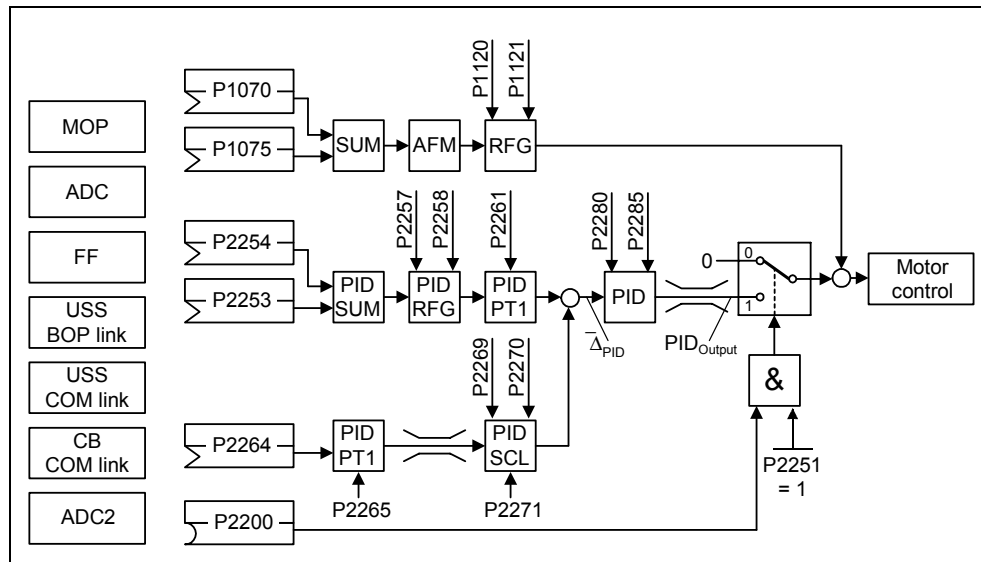 MOP
ADC
FF
USS
BOP link
USS
COM link
CB
COM link
ADC2
P1070
P1075
SUM
AFM
RFG
P1120
P1121
P2254
P2253
PID
SUM
P2257
P2258
PID
RFG
P2261
PID
PT1
P2280
P2285
PID
Δ̅PID
PIDOutput
0
0
1
Motor
control
&
P2251
= 1
P2264
PID
PT1
P2265
P2269
P2270
PID
SCL
P2271
P2200